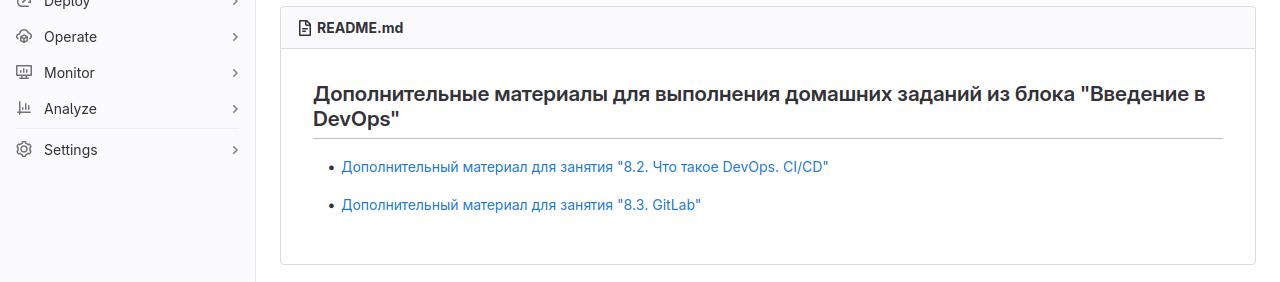 Deploy
Operate
Monitor
Analyze
Settings
README.md
Дополнительные материалы для выполнения домашних заданий из блока "Введение в
DevOps"
Дополнительный материал для занятия "8.2. Что такое DevOps. CI/CD"
Дополнительный материал для занятия "8.3. GitLab"